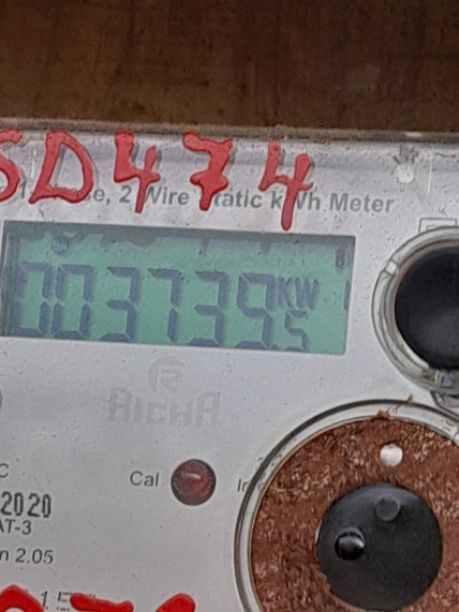 SD474
e, 2 Wire Static kWh Meter
003739.5 KW
RICHA
Cal
2020
AT-3
n 2.05